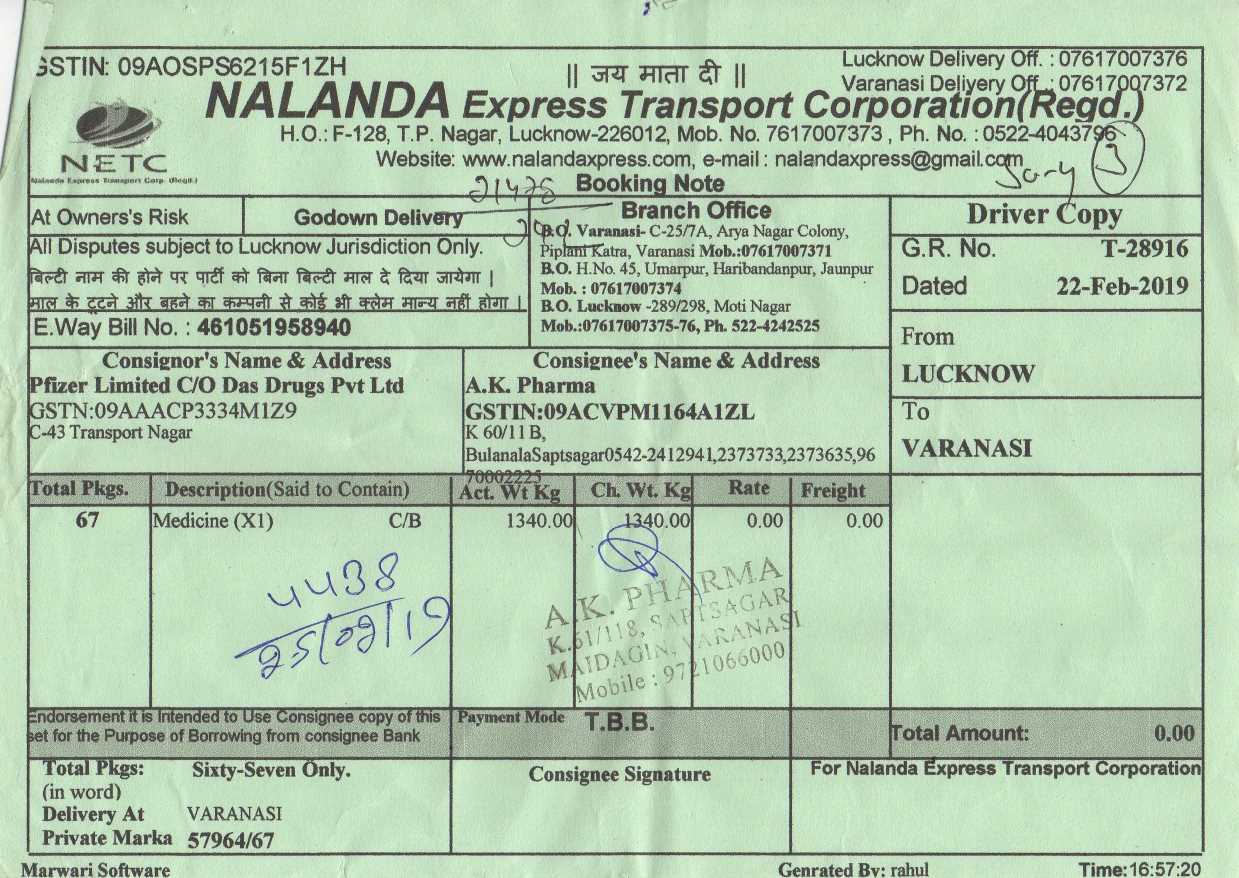 GSTIN: 09AOSPS6215F1ZH
|| जय माता दी ||
Lucknow Delivery Off. : 07617007376
Varanasi Delivery Off. : 07617007372
NALANDA Express Transport Corporation(Regd.)
H.O.: F-128, T.P. Nagar, Lucknow-226012, Mob. No. 7617007373 , Ph. No. : 0522-4043796
Website: www.nalandaxpress.com, e-mail : nalandaxpress@gmail.com
NETC
Nalanda Express Transport Corp. (Regd.)
3
21478
Booking Note
At Owners's Risk
Godown Delivery
All Disputes subject to Lucknow Jurisdiction Only.
बिल्टी नाम की होने पर पार्टी को बिना बिल्टी माल दे दिया जायेगा |
माल के टूटने और बहने का कम्पनी से कोई भी क्लेम मान्य नहीं होगा |
E.Way Bill No. : 461051958940
Branch Office
B.O. Varanasi- C-25/7A, Arya Nagar Colony,
Piplani Katra, Varanasi Mob.:07617007371
B.O. H.No. 45, Umarpur, Haribandanpur, Jaunpur
Mob. : 07617007374
B.O. Lucknow -289/298, Moti Nagar
Mob.:07617007375-76, Ph. 522-4242525
Driver Copy
G.R. No. T-28916
Dated 22-Feb-2019
From
LUCKNOW
To
VARANASI
Consignor's Name & Address
Pfizer Limited C/O Das Drugs Pvt Ltd
GSTN:09AAACP3334M1Z9
C-43 Transport Nagar
Consignee's Name & Address
A.K. Pharma
GSTIN:09ACVPM1164A1ZL
K 60/11 B,
BulanalaSaptsagar0542-2412941,2373733,2373635,96
70002225
Total Pkgs. Description(Said to Contain) Act. Wt Kg Ch. Wt. Kg Rate Freight
67 Medicine (X1) C/B 1340.00 1340.00 0.00 0.00
4438
25/02/19
A.K. PHARMA
K.61/118, SAPTSAGAR
MAIDAGIN, VARANASI
Mobile : 9721066000
Endorsement it is Intended to Use Consignee copy of this
set for the Purpose of Borrowing from consignee Bank
Payment Mode T.B.B.
Total Amount: 0.00
Total Pkgs: Sixty-Seven Only.
(in word)
Delivery At VARANASI
Private Marka 57964/67
Consignee Signature
For Nalanda Express Transport Corporation
Marwari Software
Genrated By: rahul
Time:16:57:20